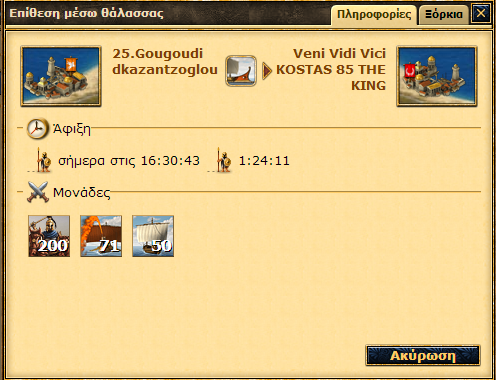 Επίθεση μέσω θάλασσας
Πληροφορίες
Ξόρκια
25.Gougoudi
dkazantzoglou
Veni Vidi Vici
KOSTAS 85 THE
KING
Άφιξη
σήμερα στις 16:30:43
1:24:11
Μονάδες
200
71
50
Ακύρωση